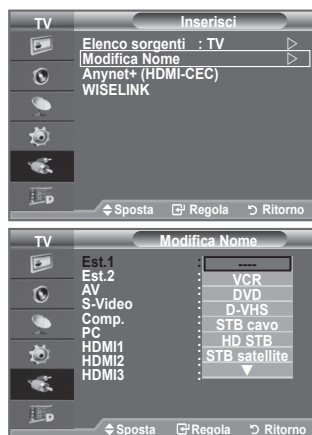 TV Inserisci
Elenco sorgenti : TV
Modifica Nome
Anynet+ (HDMI-CEC)
WISELINK
Sposta Regola Ritorno
TV Modifica Nome
Est.1 : ----
Est.2 : VCR
AV : DVD
S-Video : D-VHS
Comp. : STB cavo
PC : HD STB
HDMI1 : STB satellite
HDMI2 : ▼
HDMI3 :
Sposta Regola Ritorno